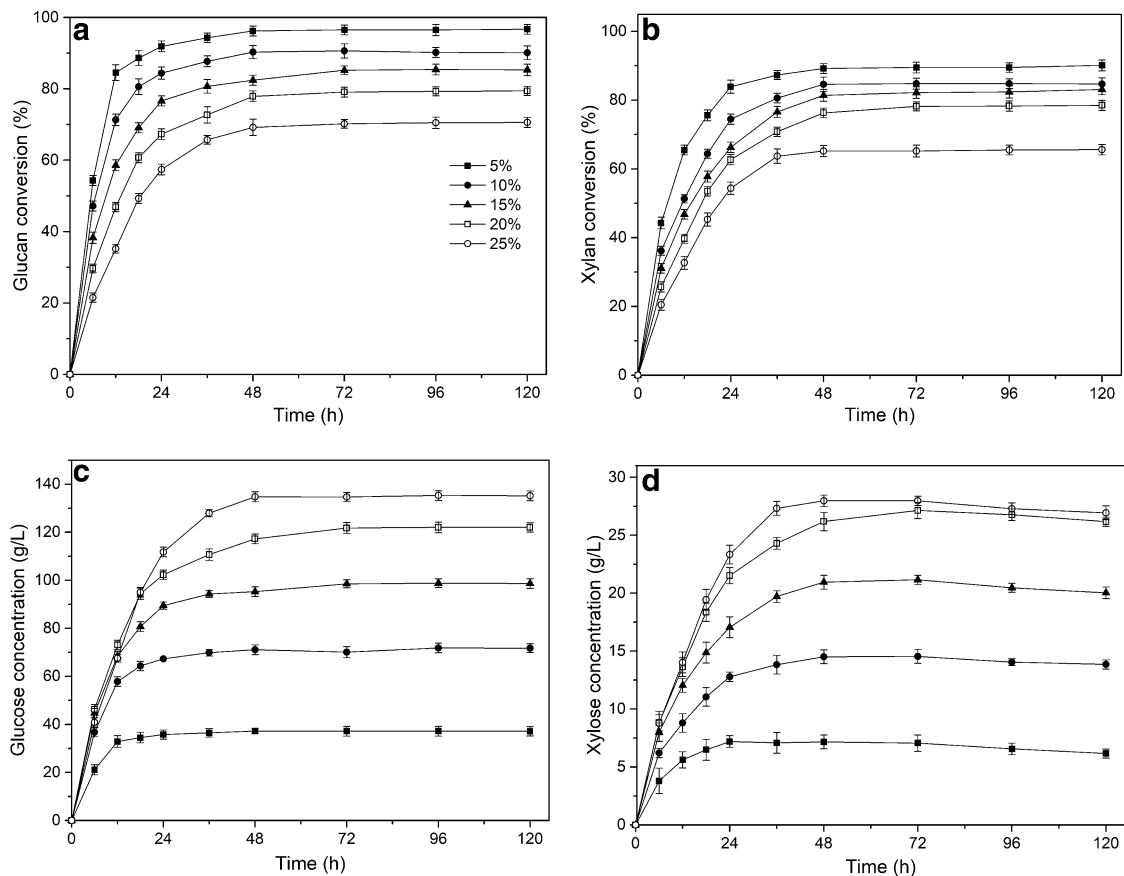 a
100
80
60
40
20
0
Glucan conversion (%)
5%
10%
15%
20%
25%
0 24 48 72 96 120
Time (h)
b
100
80
60
40
20
0
Xylan conversion (%)
0 24 48 72 96 120
Time (h)
c
140
120
100
80
60
40
20
0
Glucose concentration (g/L)
0 24 48 72 96 120
Time (h)
d
30
25
20
15
10
5
0
Xylose concentration (g/L)
0 24 48 72 96 120
Time (h)